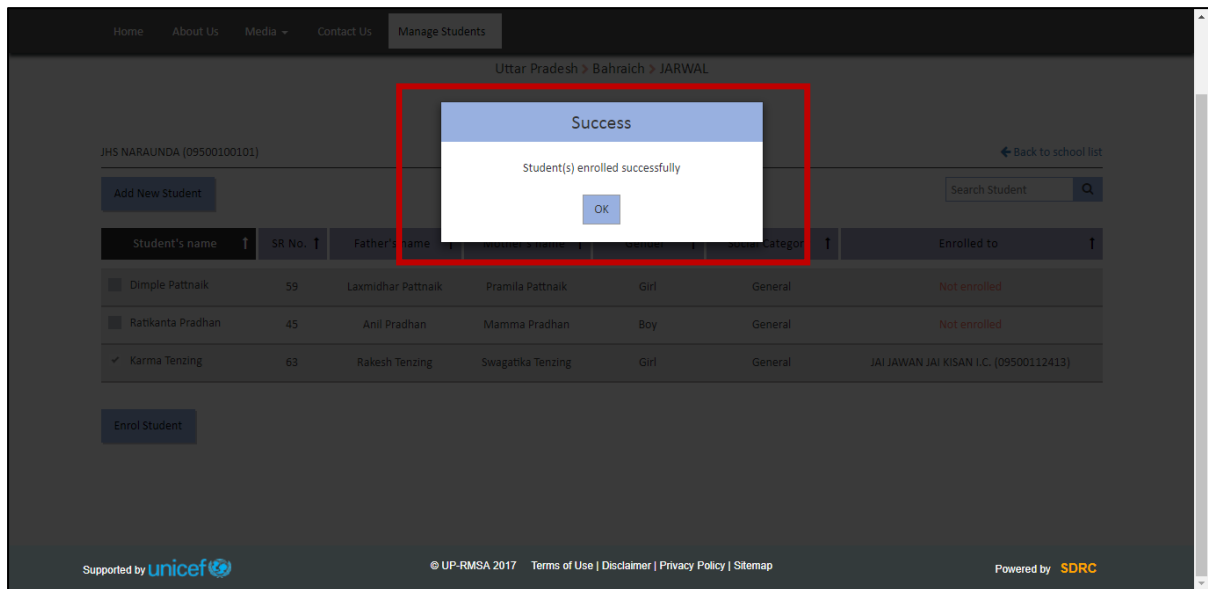 Home About Us Media Contact Us Manage Students
Uttar Pradesh > Bahraich > JARWAL
Success
JHS NARAUNDA (09500100101)
Back to school list
Student(s) enrolled successfully
Add New Student
Search Student
OK
Student's name SR No. Father's name Mother's name Gender Social Categor Enrolled to
Dimple Pattnaik 59 Laxmidhar Pattnaik Pramila Pattnaik Girl General Not enrolled
Ratikanta Pradhan 45 Anil Pradhan Mamma Pradhan Boy General Not enrolled
Karma Tenzing 63 Rakesh Tenzing Swagatika Tenzing Girl General JAI JAWAN JAI KISAN I.C. (09500112413)
Enrol Student
Supported by unicef © UP-RMSA 2017 Terms of Use | Disclaimer | Privacy Policy | Sitemap Powered by SDRC